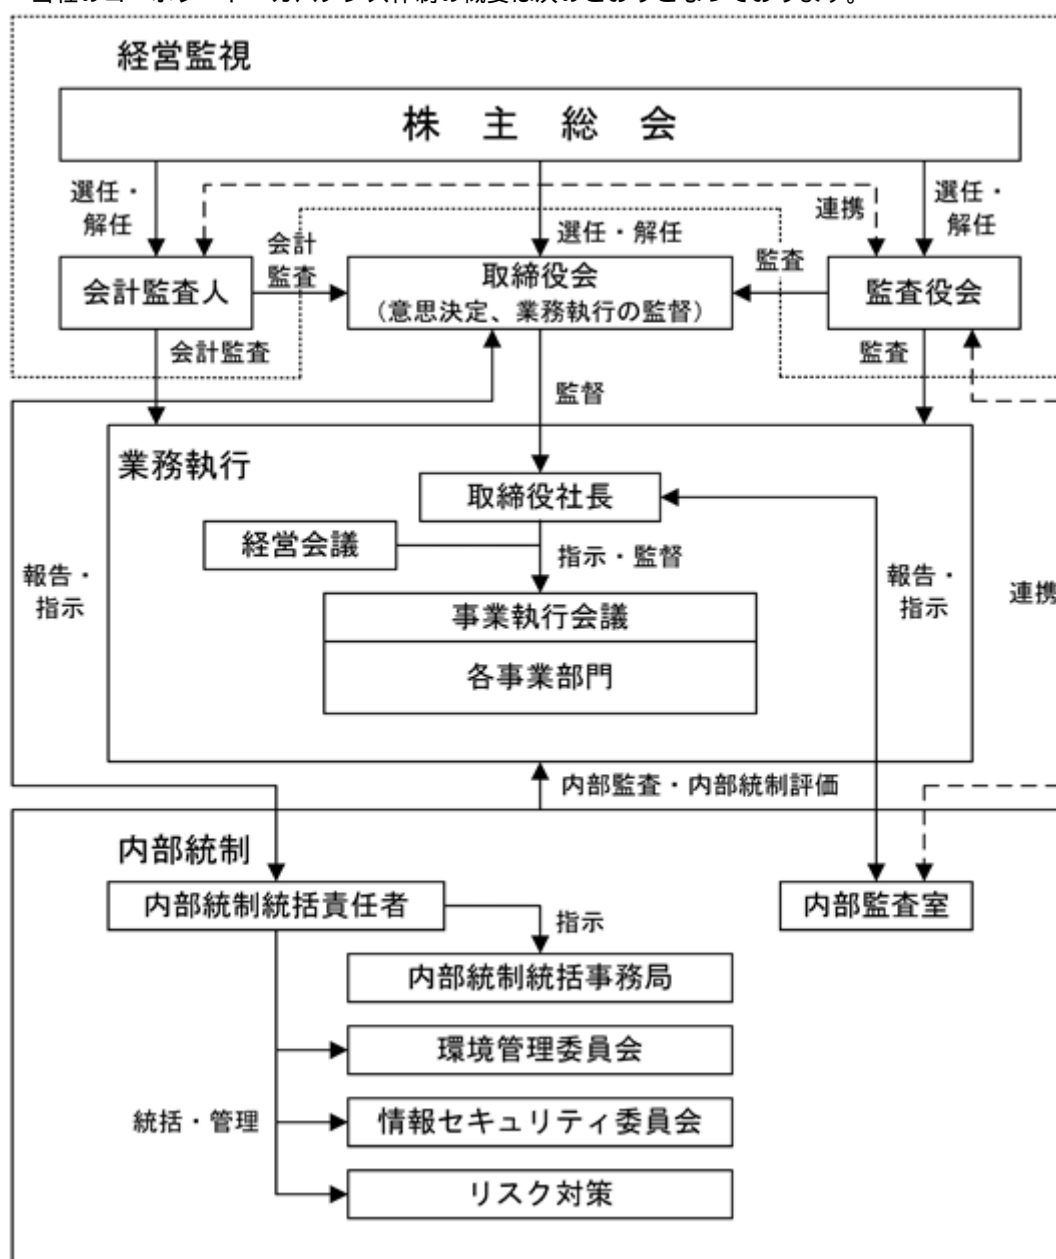 経営監視
株 主 総 会
選任・
解任
連携
選任・
解任
選任・解任
会計
監査
監査
会計監査人
取締役会
(意思決定、業務執行の監督)
監査役会
会計監査
監査
監督
業務執行
取締役社長
経営会議
指示・監督
報告・
指示
報告・
指示
連携
事業執行会議
各事業部門
内部監査・内部統制評価
内部統制
内部統制統括責任者
内部監査室
指示
内部統制統括事務局
環境管理委員会
統括・管理
情報セキュリティ委員会
リスク対策